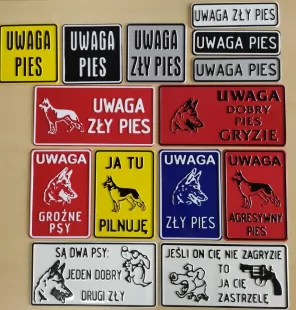 UWAGA ZŁY PIES
UWAGA
PIES
UWAGA
PIES
UWAGA
ZŁY PIES
UWAGA PIES
UWAGA PIES
UWAGA
ZŁY PIES
UWAGA
DOBRY
PIES
GRYZIE
UWAGA
GROŹNE
PSY
JA TU
PILNUJĘ
UWAGA
ZŁY PIES
UWAGA
AGRESYWNY
PIES
SĄ DWA PSY:
JEDEN DOBRY
DRUGI ZŁY
JEŚLI ON CIĘ NIE ZAGRYZIE
TO
JA CIĘ
ZASTRZELĘ